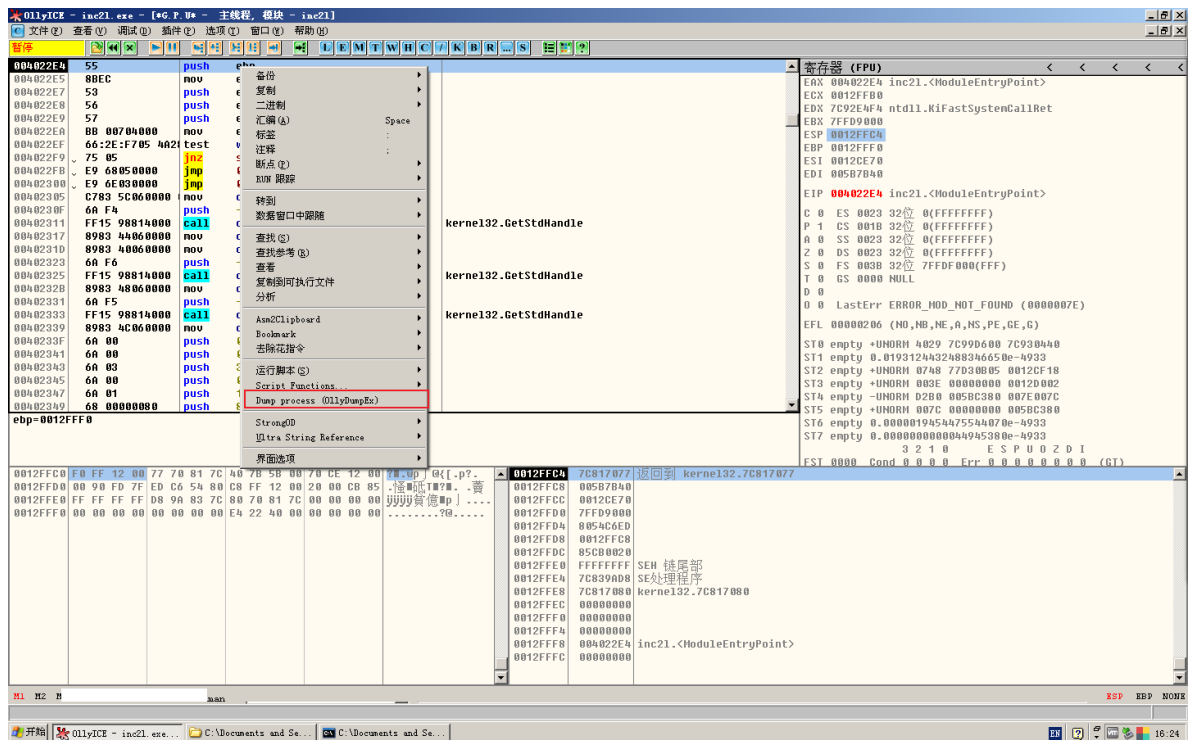 OllyICE - inc2l.exe - [*G.P.U* - 主线程, 模块 - inc2l]
文件(F) 查看(V) 调试(D) 插件(P) 选项(T) 窗口(W) 帮助(H)
暂停 L E M T W H C / K B R ... S ?
004022E4 55 push ebp
004022E5 8BEC mov
004022E7 53 push
004022E8 56 push
004022E9 57 push
004022EA BB 00704000 mov
004022EF 66:2E:F705 4A28 test
004022F9 75 05 jnz
004022FB E9 68050000 jmp
00402300 E9 6E030000 jmp
00402305 C783 5C060000 mov
0040230F 6A F4 push
00402311 FF15 98814000 call kernel32.GetStdHandle
00402317 8983 44060000 mov
0040231D 8983 40060000 mov
00402323 6A F6 push
00402325 FF15 98814000 call kernel32.GetStdHandle
0040232B 8983 48060000 mov
00402331 6A F5 push
00402333 FF15 98814000 call kernel32.GetStdHandle
00402339 8983 4C060000 mov
0040233F 6A 00 push
00402341 6A 00 push
00402343 6A 03 push
00402345 6A 00 push
00402347 6A 01 push
00402349 68 00000080 push
ebp=0012FFF0
备份
复制
二进制
汇编(A) Space
标签 :
注释 ;
断点(P)
RUN 跟踪
转到
数据窗口中跟随
查找(S)
查找参考(R)
查看
复制到可执行文件
分析
Asm2Clipboard
Bookmark
去除花指令
运行脚本(S)
Script Functions...
Dump process (OllyDumpEx)
StrongOD
Ultra String Reference
界面选项
寄存器 (FPU) < < < < <
EAX 004022E4 inc2l.<ModuleEntryPoint>
ECX 0012FFB0
EDX 7C92E4F4 ntdll.KiFastSystemCallRet
EBX 7FFD9000
ESP 0012FFC4
EBP 0012FFF0
ESI 0012CE70
EDI 005B7B40
EIP 004022E4 inc2l.<ModuleEntryPoint>
C 0 ES 0023 32位 0(FFFFFFFF)
P 1 CS 001B 32位 0(FFFFFFFF)
A 0 SS 0023 32位 0(FFFFFFFF)
Z 0 DS 0023 32位 0(FFFFFFFF)
S 0 FS 003B 32位 7FFDF000(FFF)
T 0 GS 0000 NULL
D 0
O 0 LastErr ERROR_MOD_NOT_FOUND (0000007E)
EFL 00000206 (NO,NB,NE,A,NS,PE,GE,G)
ST0 empty +UNORM 4029 7C99D600 7C930440
ST1 empty 0.0193124432488346650e-4933
ST2 empty +UNORM 0748 77D30B05 0012CF18
ST3 empty +UNORM 003E 00000000 0012D002
ST4 empty -UNORM D2B0 005BC380 007E007C
ST5 empty +UNORM 007C 00000000 005BC380
ST6 empty 0.0000019454475544070e-4933
ST7 empty 0.0000000000044945380e-4933
3 2 1 0 E S P U O Z D I
FST 0000 Cond 0 0 0 0 Err 0 0 0 0 0 0 0 0 (GT)
0012FFC0 F0 FF 12 00 77 70 81 7C 40 7B 5B 00 70 CE 12 00
0012FFD0 00 90 FD 7F ED C6 54 80 C8 FF 12 00 20 00 CB 85
0012FFE0 FF FF FF FF D8 9A 83 7C 80 70 81 7C 00 00 00 00
0012FFF0 00 00 00 00 00 00 00 00 E4 22 40 00 00 00 00 00 ........?@.....
0012FFC4 7C817077 返回到 kernel32.7C817077
0012FFC8 005B7B40
0012FFCC 0012CE70
0012FFD0 7FFD9000
0012FFD4 8054C6ED
0012FFD8 0012FFC8
0012FFDC 85CB0020
0012FFE0 FFFFFFFF SEH 链尾部
0012FFE4 7C839AD8 SE处理程序
0012FFE8 7C817080 kernel32.7C817080
0012FFEC 00000000
0012FFF0 00000000
0012FFF4 00000000
0012FFF8 004022E4 inc2l.<ModuleEntryPoint>
0012FFFC 00000000
M1 M2 man ESP EBP NONE
开始 OllyICE - inc2l.exe... C:\Documents and Se... C:\Documents and Se... EN 16:24